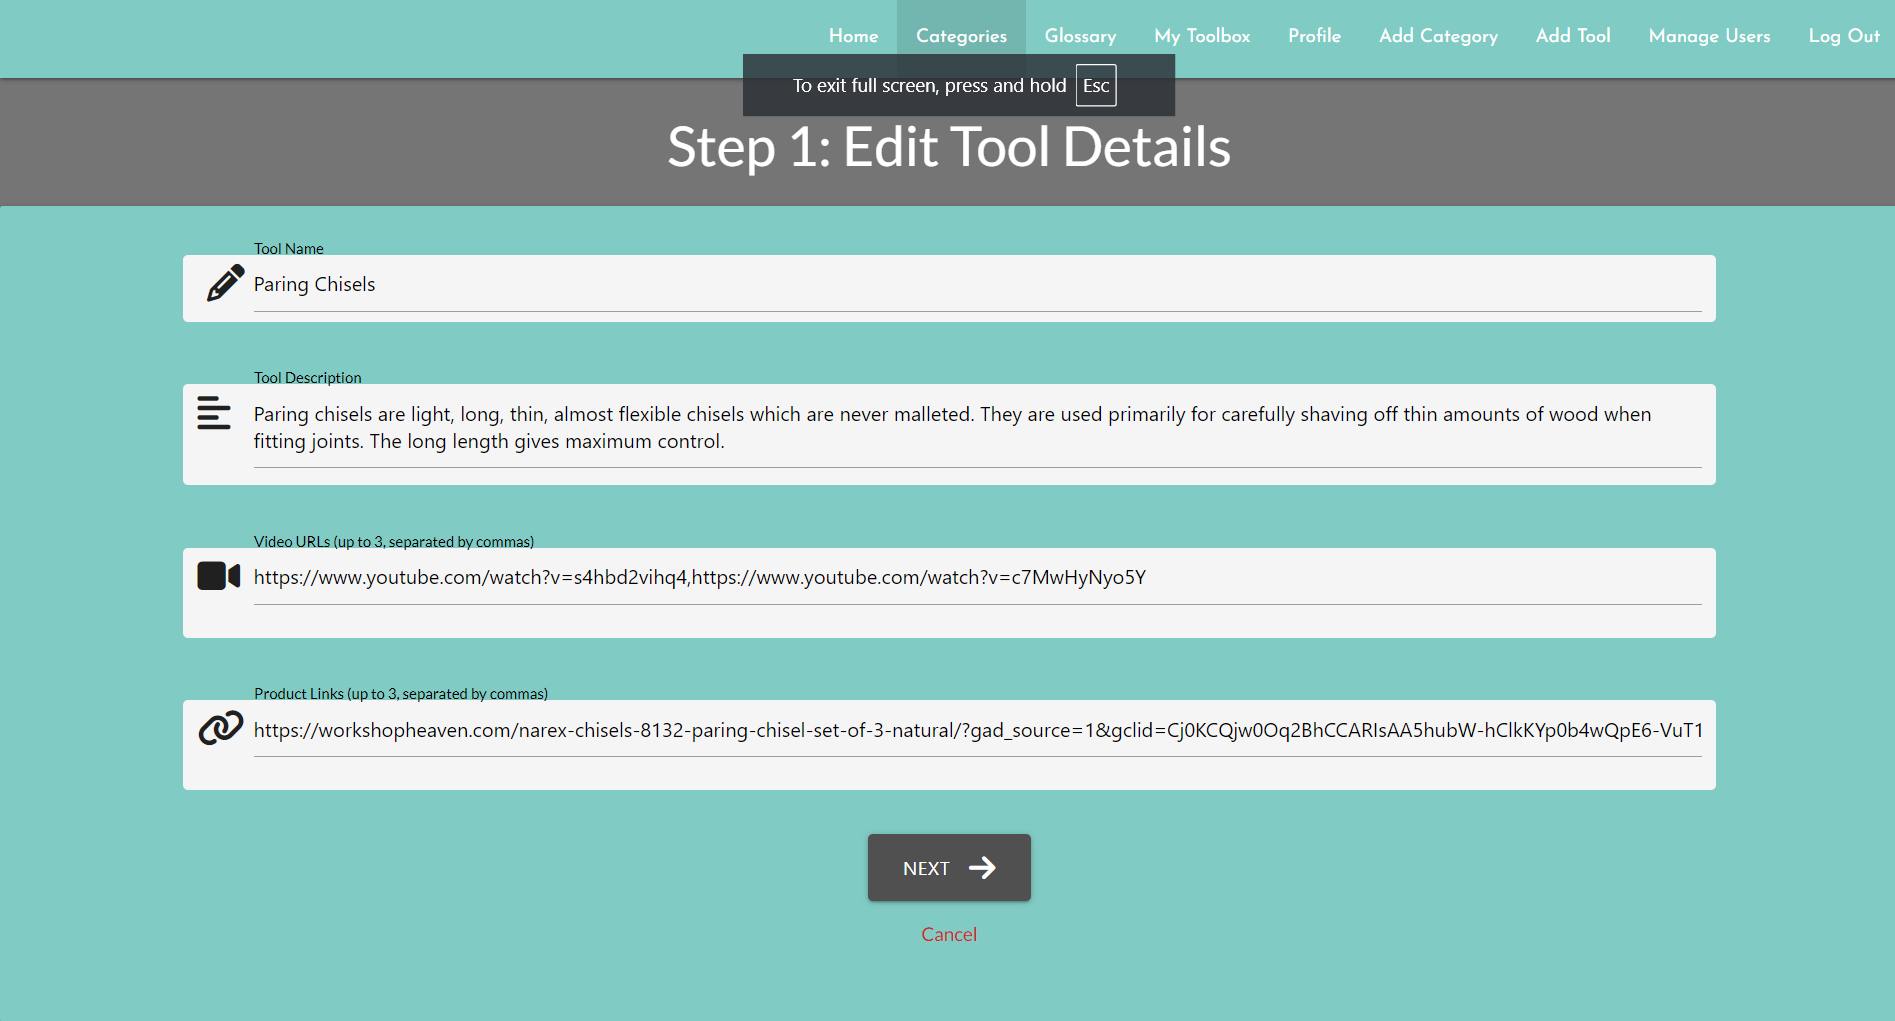 Home Categories Glossary My Toolbox Profile Add Category Add Tool Manage Users Log Out
To exit full screen, press and hold Esc
Step 1: Edit Tool Details
Tool Name
Paring Chisels
Tool Description
Paring chisels are light, long, thin, almost flexible chisels which are never malleted. They are used primarily for carefully shaving off thin amounts of wood when
fitting joints. The long length gives maximum control.
Video URLs (up to 3, separated by commas)
https://www.youtube.com/watch?v=s4hbd2vihq4,https://www.youtube.com/watch?v=c7MwHyNyo5Y
Product Links (up to 3, separated by commas)
https://workshopheaven.com/narex-chisels-8132-paring-chisel-set-of-3-natural/?gad_source=1&gclid=Cj0KCQjw0Oq2BhCCARIsAA5hubW-hClkKYp0b4wQpE6-VuT1
NEXT
Cancel